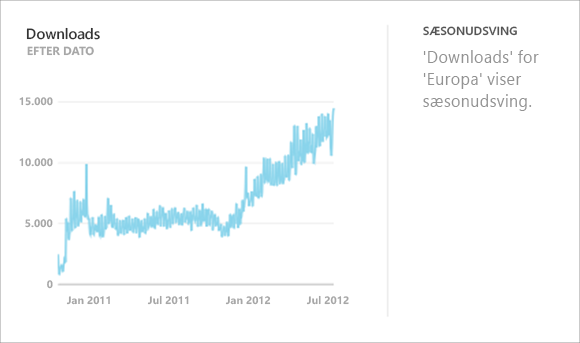 Downloads
EFTER DATO
15.000
10.000
5.000
0
Jan 2011 Jul 2011 Jan 2012 Jul 2012
SÆSONUDSVING
'Downloads' for
'Europa' viser
sæsonudsving.